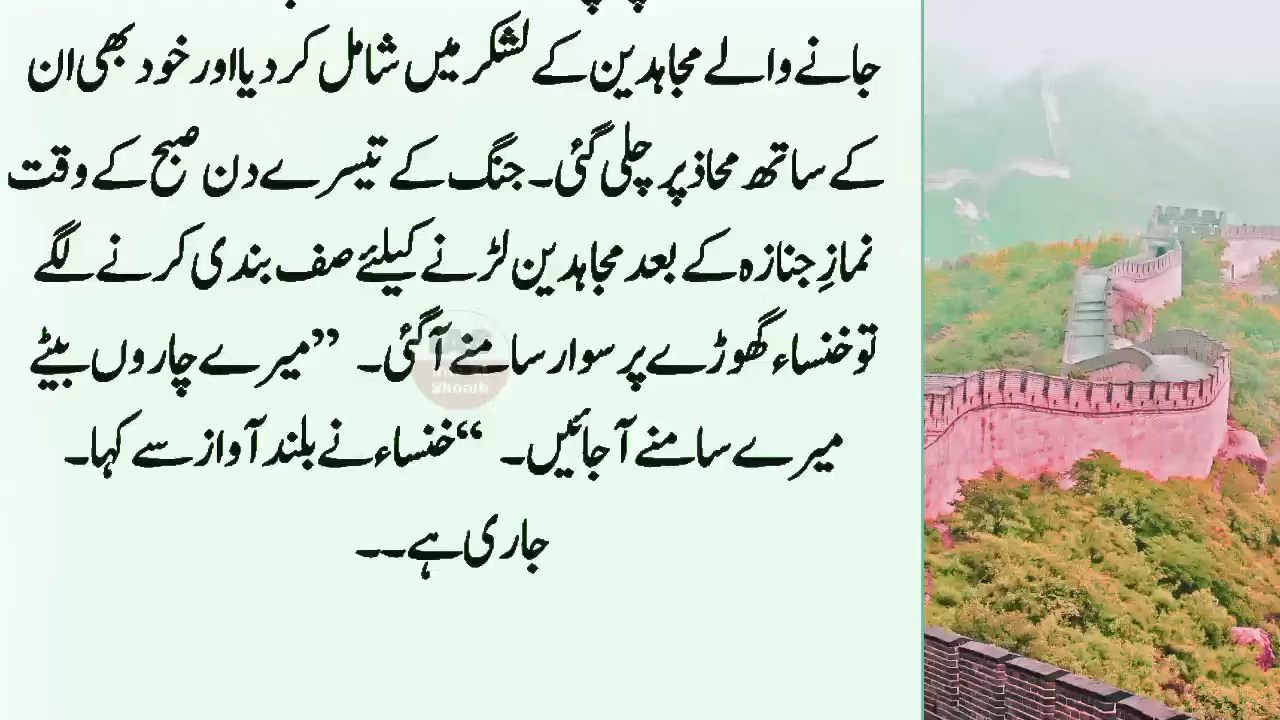 جانے والے مجاہدین کے لشکر میں شامل کر دیا اور خود بھی ان
کے ساتھ محاذ پر چلی گئی۔ جنگ کے تیسرے دن صبح کے وقت
نمازِ جنازہ کے بعد مجاہدین لڑنے کیلئے صف بندی کرنے لگے
تو خنساء گھوڑے پر سوار سامنے آ گئی۔ ”میرے چاروں بیٹے
میرے سامنے آ جائیں۔ “خنساء نے بلند آواز سے کہا۔
جاری ہے۔۔